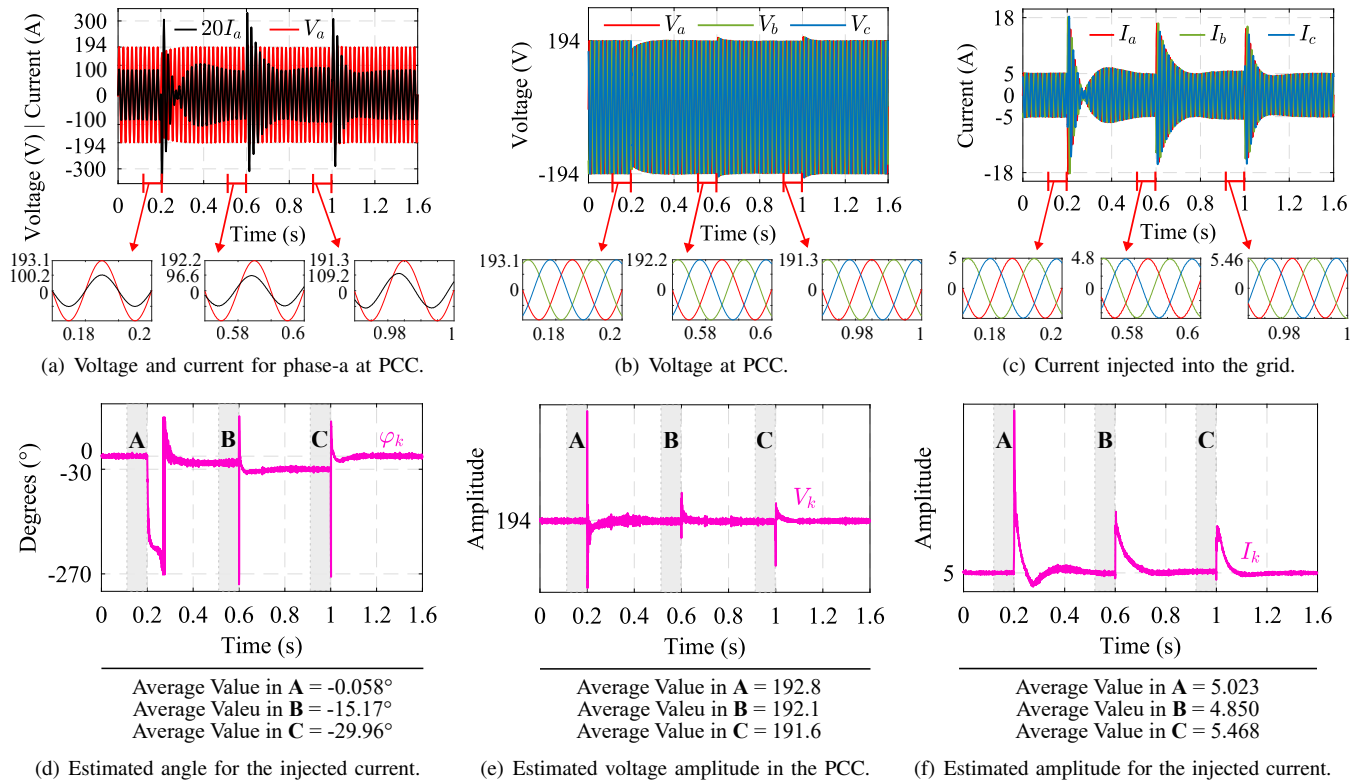 20I_a V_a
Voltage (V) | Current (A)
300
194
100
0
-100
-194
-300
0 0.2 0.4 0.6 0.8 1 1.2 1.6
Time (s)
193.1
100.2
0
0.18 0.2
192.2
96.6
0
0.58 0.6
191.3
109.2
0
0.98 1
(a) Voltage and current for phase-a at PCC.
V_a V_b V_c
Voltage (V)
194
-194
0 0.2 0.4 0.6 0.8 1 1.2 1.6
Time (s)
193.1
0
0.18 0.2
192.2
0
0.58 0.6
191.3
0
0.98 1
(b) Voltage at PCC.
I_a I_b I_c
Current (A)
18
5
0
-5
-18
0 0.2 0.4 0.6 0.8 1 1.2 1.6
Time (s)
5
0
0.18 0.2
4.8
0
0.58 0.6
5.46
0
0.98 1
(c) Current injected into the grid.
A B C
φ_k
Degrees (°)
0
-30
-270
0 0.2 0.4 0.6 0.8 1 1.2 1.6
Time (s)
Average Value in A = -0.058°
Average Valeu in B = -15.17°
Average Value in C = -29.96°
(d) Estimated angle for the injected current.
A B C
V_k
Amplitude
194
0 0.2 0.4 0.6 0.8 1 1.2 1.6
Time (s)
Average Value in A = 192.8
Average Valeu in B = 192.1
Average Value in C = 191.6
(e) Estimated voltage amplitude in the PCC.
A B C
I_k
Amplitude
5
0 0.2 0.4 0.6 0.8 1 1.2 1.6
Time (s)
Average Value in A = 5.023
Average Valeu in B = 4.850
Average Value in C = 5.468
(f) Estimated amplitude for the injected current.